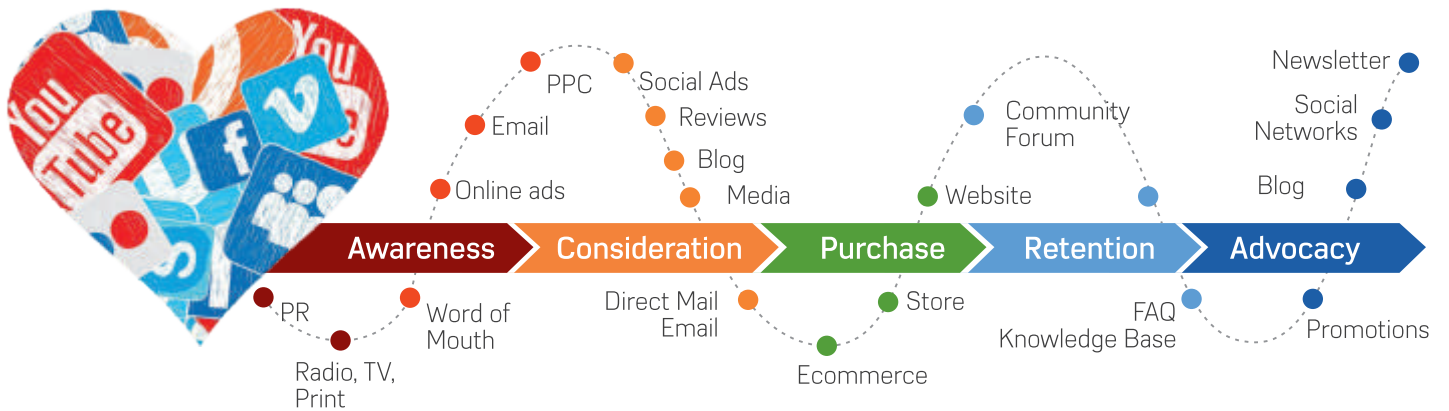 You
Tube
You
f
Awareness
Consideration
Purchase
Retention
Advocacy
PR
Radio, TV,
Print
Word of
Mouth
Online ads
Email
PPC
Social Ads
Reviews
Blog
Media
Direct Mail
Email
Ecommerce
Store
Website
Community
Forum
FAQ
Knowledge Base
Promotions
Blog
Social
Networks
Newsletter